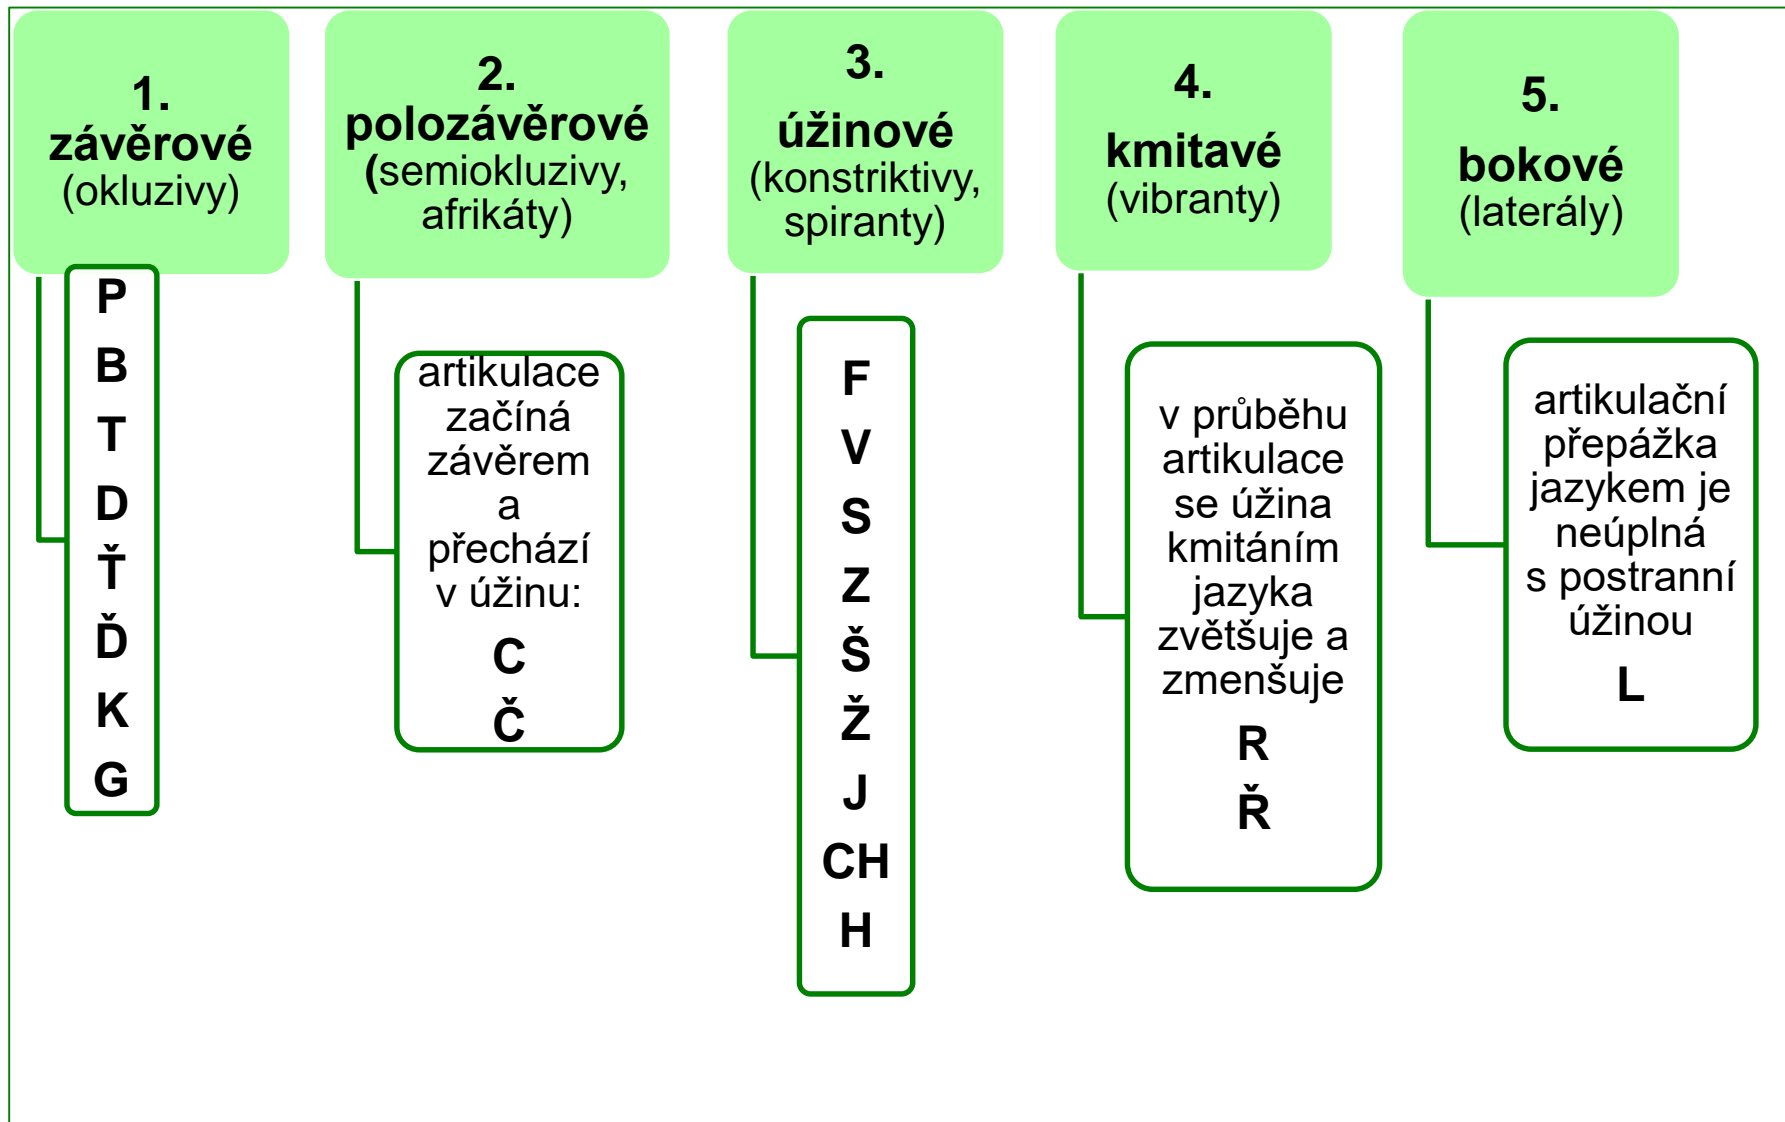 1.
závěrové
(okluzivy)
P
B
T
D
Ť
Ď
K
G
2.
polozávěrové
(semiokluzivy,
afrikáty)
artikulace
začíná
závěrem
a
přechází
v úžinu:
C
Č
3.
úžinové
(konstriktivy,
spiranty)
F
V
S
Z
Š
Ž
J
CH
H
4.
kmitavé
(vibranty)
v průběhu
artikulace
se úžina
kmitáním
jazyka
zvětšuje a
zmenšuje
R
Ř
5.
bokové
(laterály)
artikulační
přepážka
jazykem je
neúplná
s postranní
úžinou
L